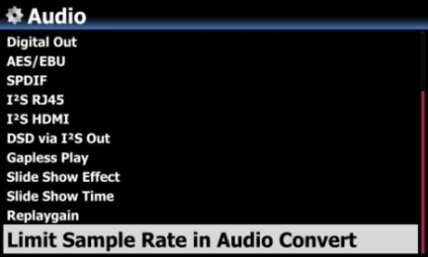 Audio
Digital Out
AES/EBU
SPDIF
I²S RJ45
I²S HDMI
DSD via I²S Out
Gapless Play
Slide Show Effect
Slide Show Time
Replaygain
Limit Sample Rate in Audio Convert